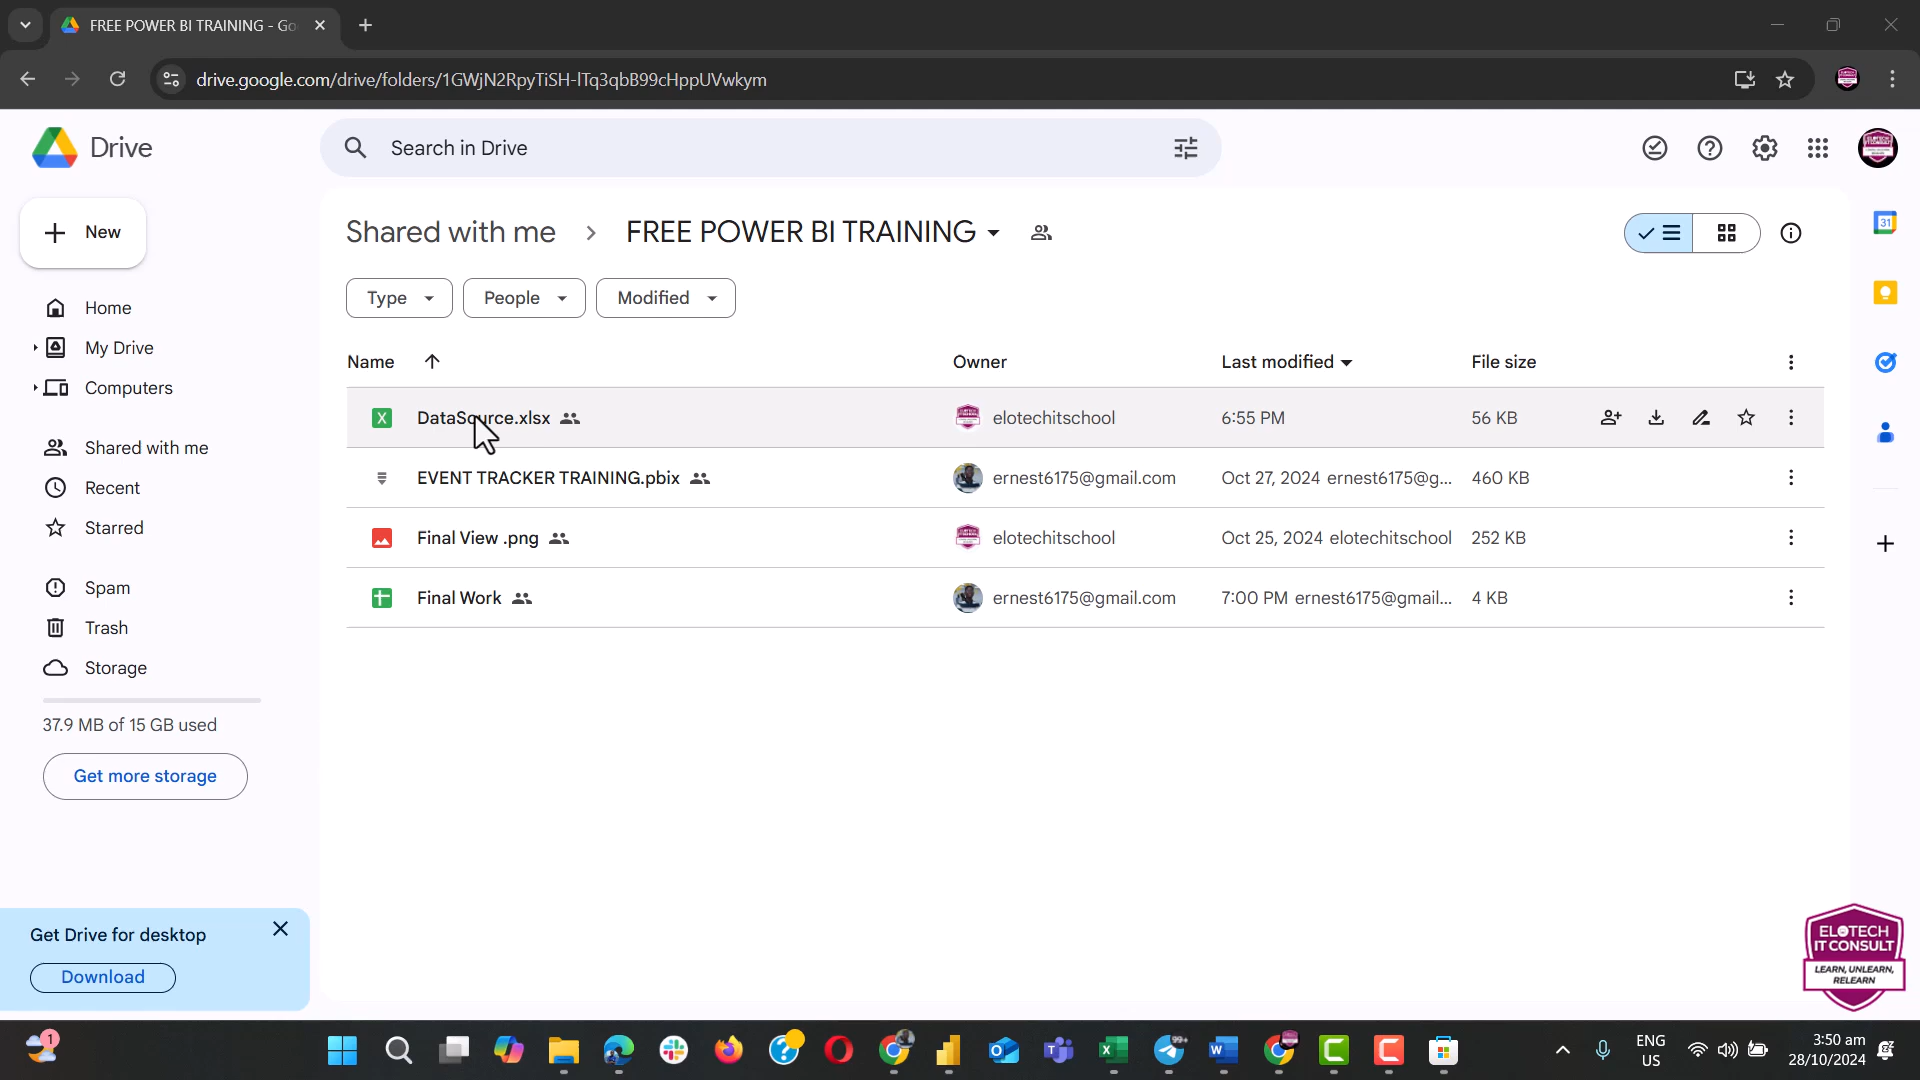 FREE POWER BI TRAINING - Go
drive.google.com/drive/folders/1GWjN2RpyTiSH-lTq3qbB99cHppUVwkym
Drive
Search in Drive
New
Home
My Drive
Computers
Shared with me
Recent
Starred
Spam
Trash
Storage
37.9 MB of 15 GB used
Get more storage
Get Drive for desktop
Download
Shared with me > FREE POWER BI TRAINING
Type People Modified
Name Owner Last modified File size
DataSource.xlsx elotechitschool 6:55 PM 56 KB
EVENT TRACKER TRAINING.pbix ernest6175@gmail.com Oct 27, 2024 ernest6175@g... 460 KB
Final View .png elotechitschool Oct 25, 2024 elotechitschool 252 KB
Final Work ernest6175@gmail.com 7:00 PM ernest6175@gmail... 4 KB
31
ELOTECH
IT CONSULT
LEARN, UNLEARN,
RELEARN
1
99+
ENG
US
3:50 am
28/10/2024